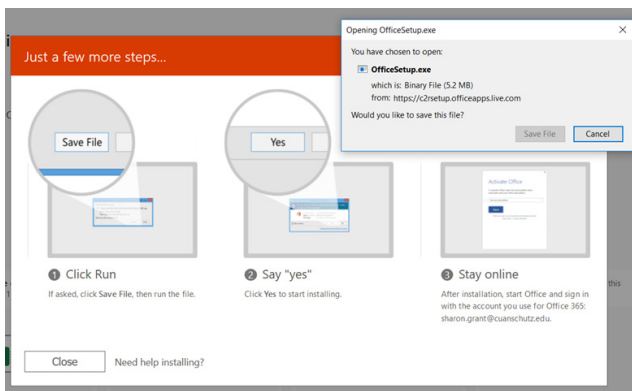 Opening OfficeSetup.exe
You have chosen to open:
OfficeSetup.exe
which is: Binary File (5.2 MB)
from: https://c2rsetup.officeapps.live.com
Would you like to save this file?
Save File
Cancel
Just a few more steps...
Save File
Yes
Activate Office
1 Click Run
If asked, click Save File, then run the file.
2 Say "yes"
Click Yes to start installing.
3 Stay online
After installation, start Office and sign in
with the account you use for Office 365:
sharon.grant@cuanschutz.edu.
this
Close
Need help installing?